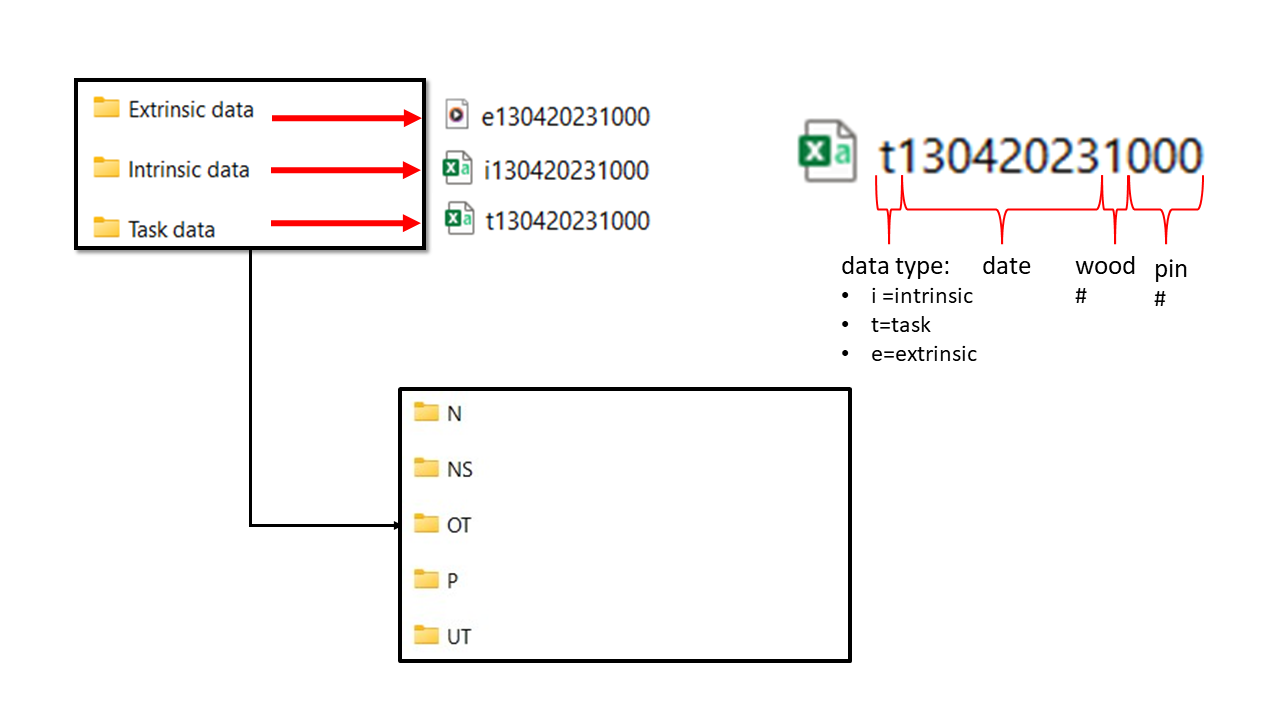 Extrinsic data
e130420231000
Intrinsic data
i130420231000
Task data
t130420231000
t130420231000
data type:
date
wood
#
pin
#
• i =intrinsic
• t=task
• e=extrinsic
N
NS
OT
P
UT